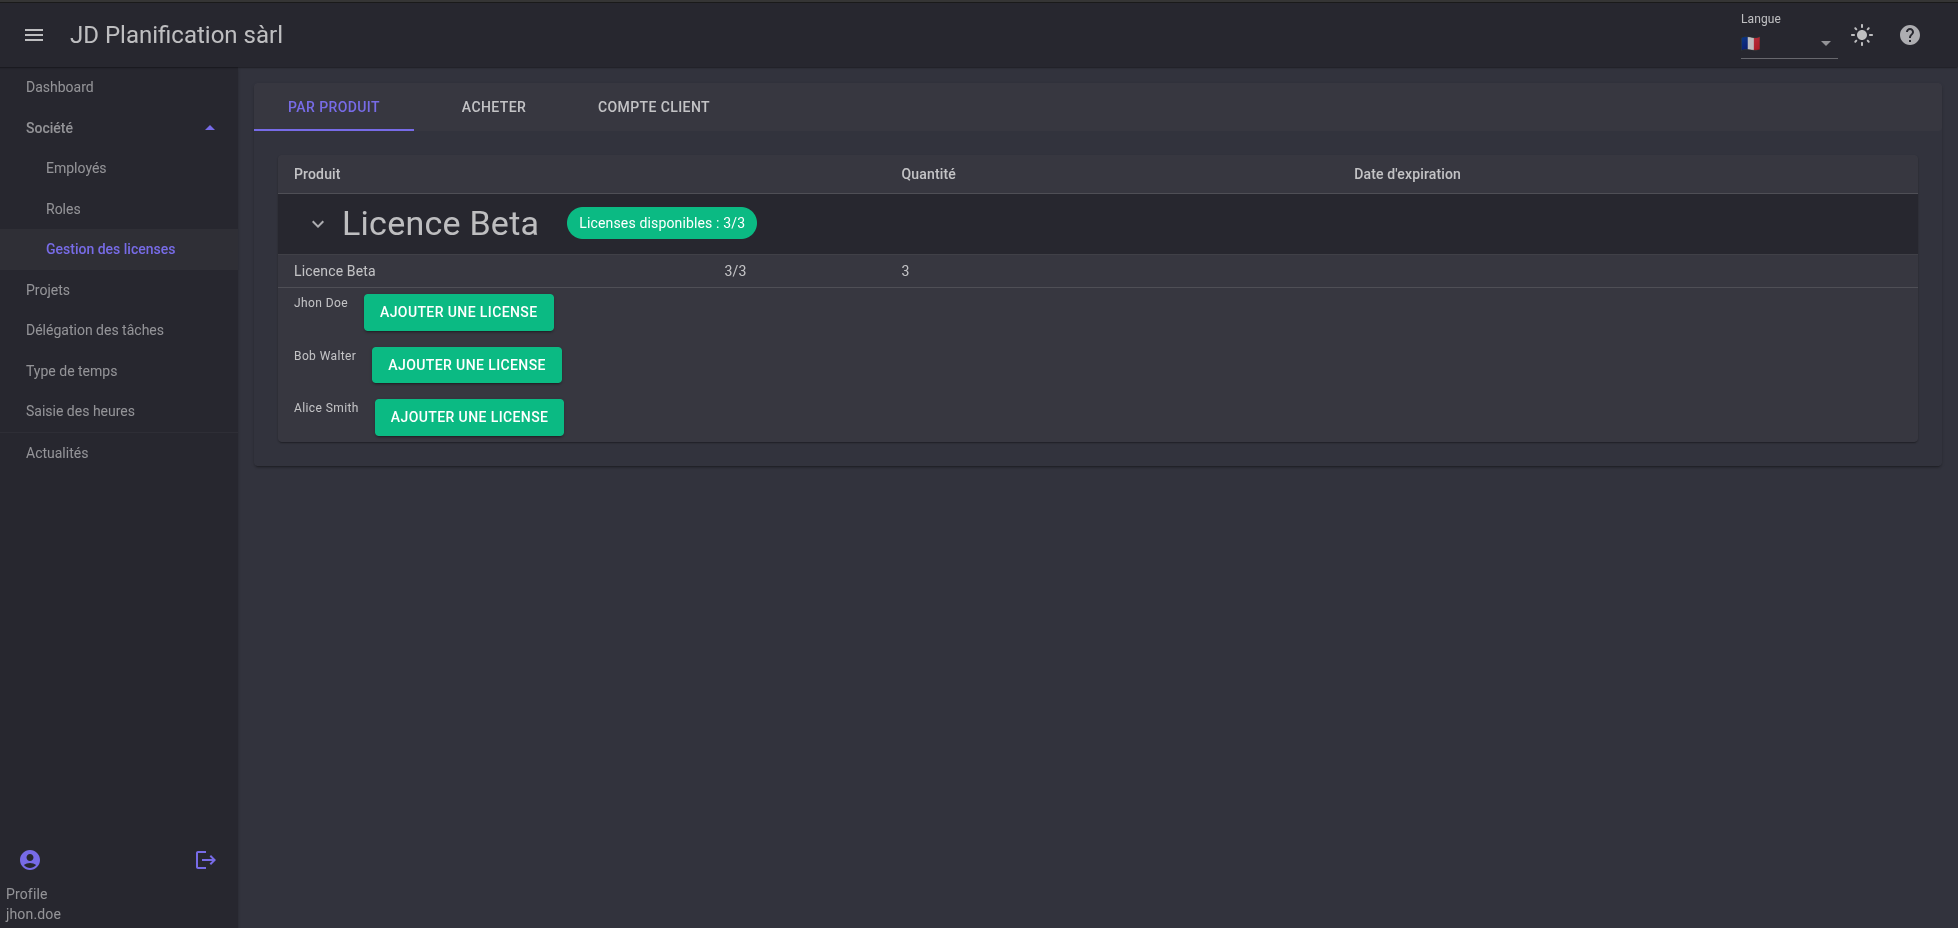 JD Planification sàrl
Langue
Dashboard
Société
Employés
Roles
Gestion des licenses
Projets
Délégation des tâches
Type de temps
Saisie des heures
Actualités
Profile
jhon.doe
PAR PRODUIT ACHETER COMPTE CLIENT
Produit Quantité Date d'expiration
Licence Beta Licenses disponibles : 3/3
Licence Beta 3/3 3
Jhon Doe AJOUTER UNE LICENSE
Bob Walter AJOUTER UNE LICENSE
Alice Smith AJOUTER UNE LICENSE